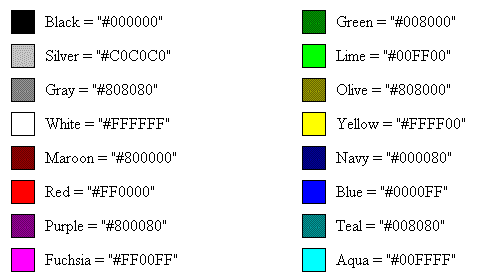 Black = "#000000"
Silver = "#C0C0C0"
Gray = "#808080"
White = "#FFFFFF"
Maroon = "#800000"
Red = "#FF0000"
Purple = "#800080"
Fuchsia = "#FF00FF"
Green = "#008000"
Lime = "#00FF00"
Olive = "#808000"
Yellow = "#FFFF00"
Navy = "#000080"
Blue = "#0000FF"
Teal = "#008080"
Aqua = "#00FFFF"